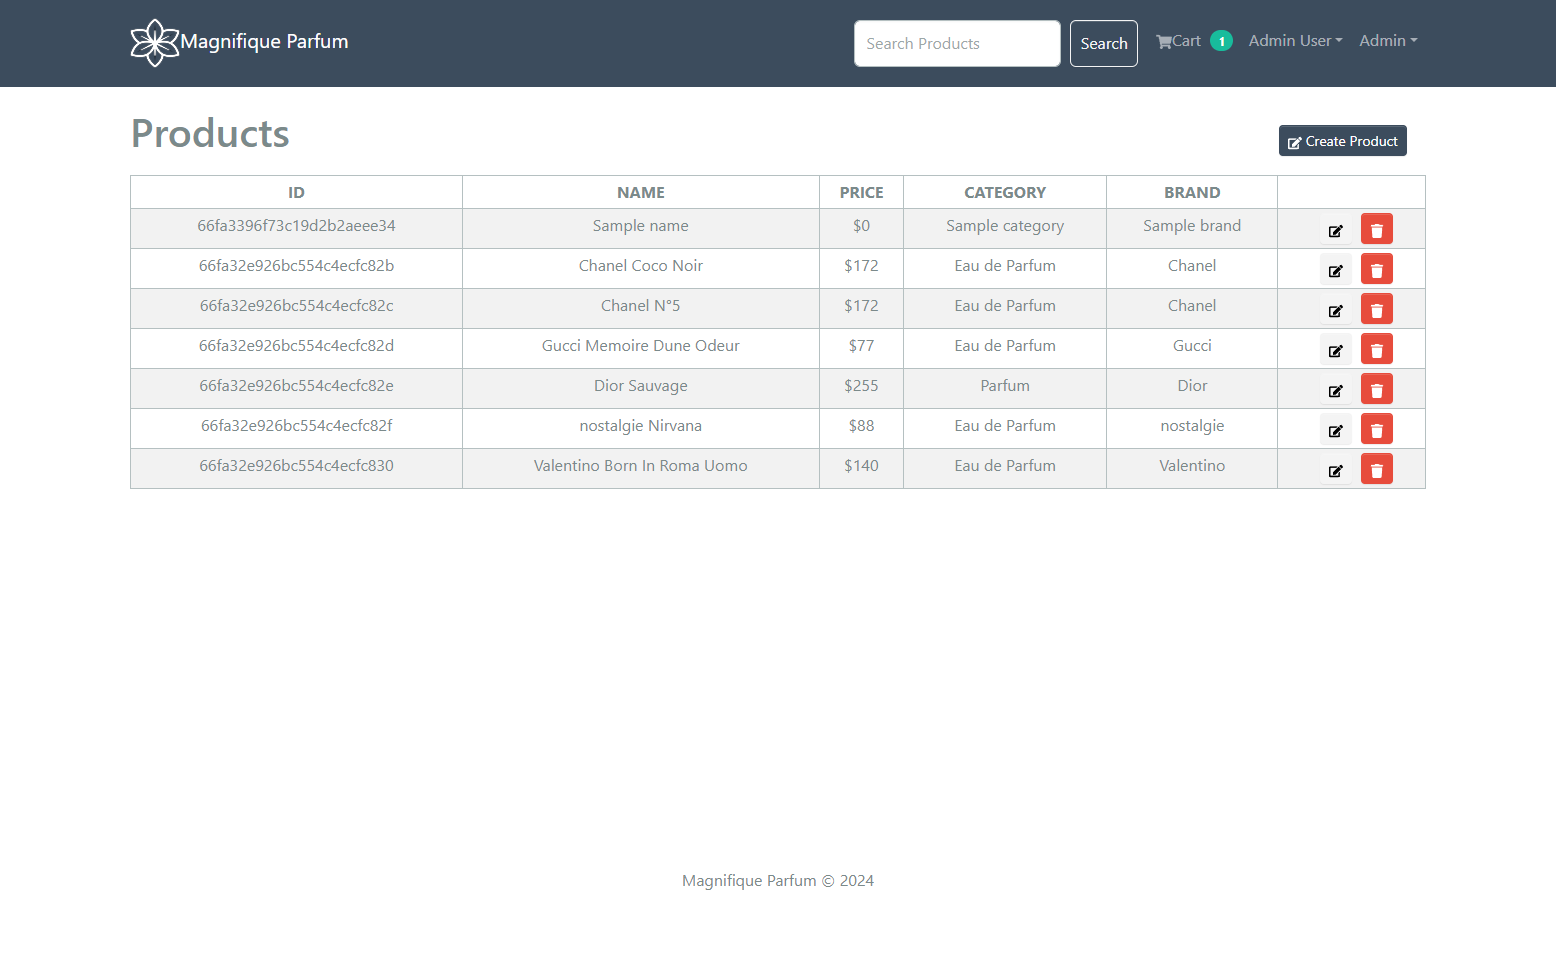 Magnifique Parfum
Search Products
Search
Cart 1
Admin User
Admin
Products
Create Product
ID NAME PRICE CATEGORY BRAND
66fa3396f73c19d2b2aeee34 Sample name $0 Sample category Sample brand
66fa32e926bc554c4ecfc82b Chanel Coco Noir $172 Eau de Parfum Chanel
66fa32e926bc554c4ecfc82c Chanel N°5 $172 Eau de Parfum Chanel
66fa32e926bc554c4ecfc82d Gucci Memoire Dune Odeur $77 Eau de Parfum Gucci
66fa32e926bc554c4ecfc82e Dior Sauvage $255 Parfum Dior
66fa32e926bc554c4ecfc82f nostalgie Nirvana $88 Eau de Parfum nostalgie
66fa32e926bc554c4ecfc830 Valentino Born In Roma Uomo $140 Eau de Parfum Valentino
Magnifique Parfum © 2024